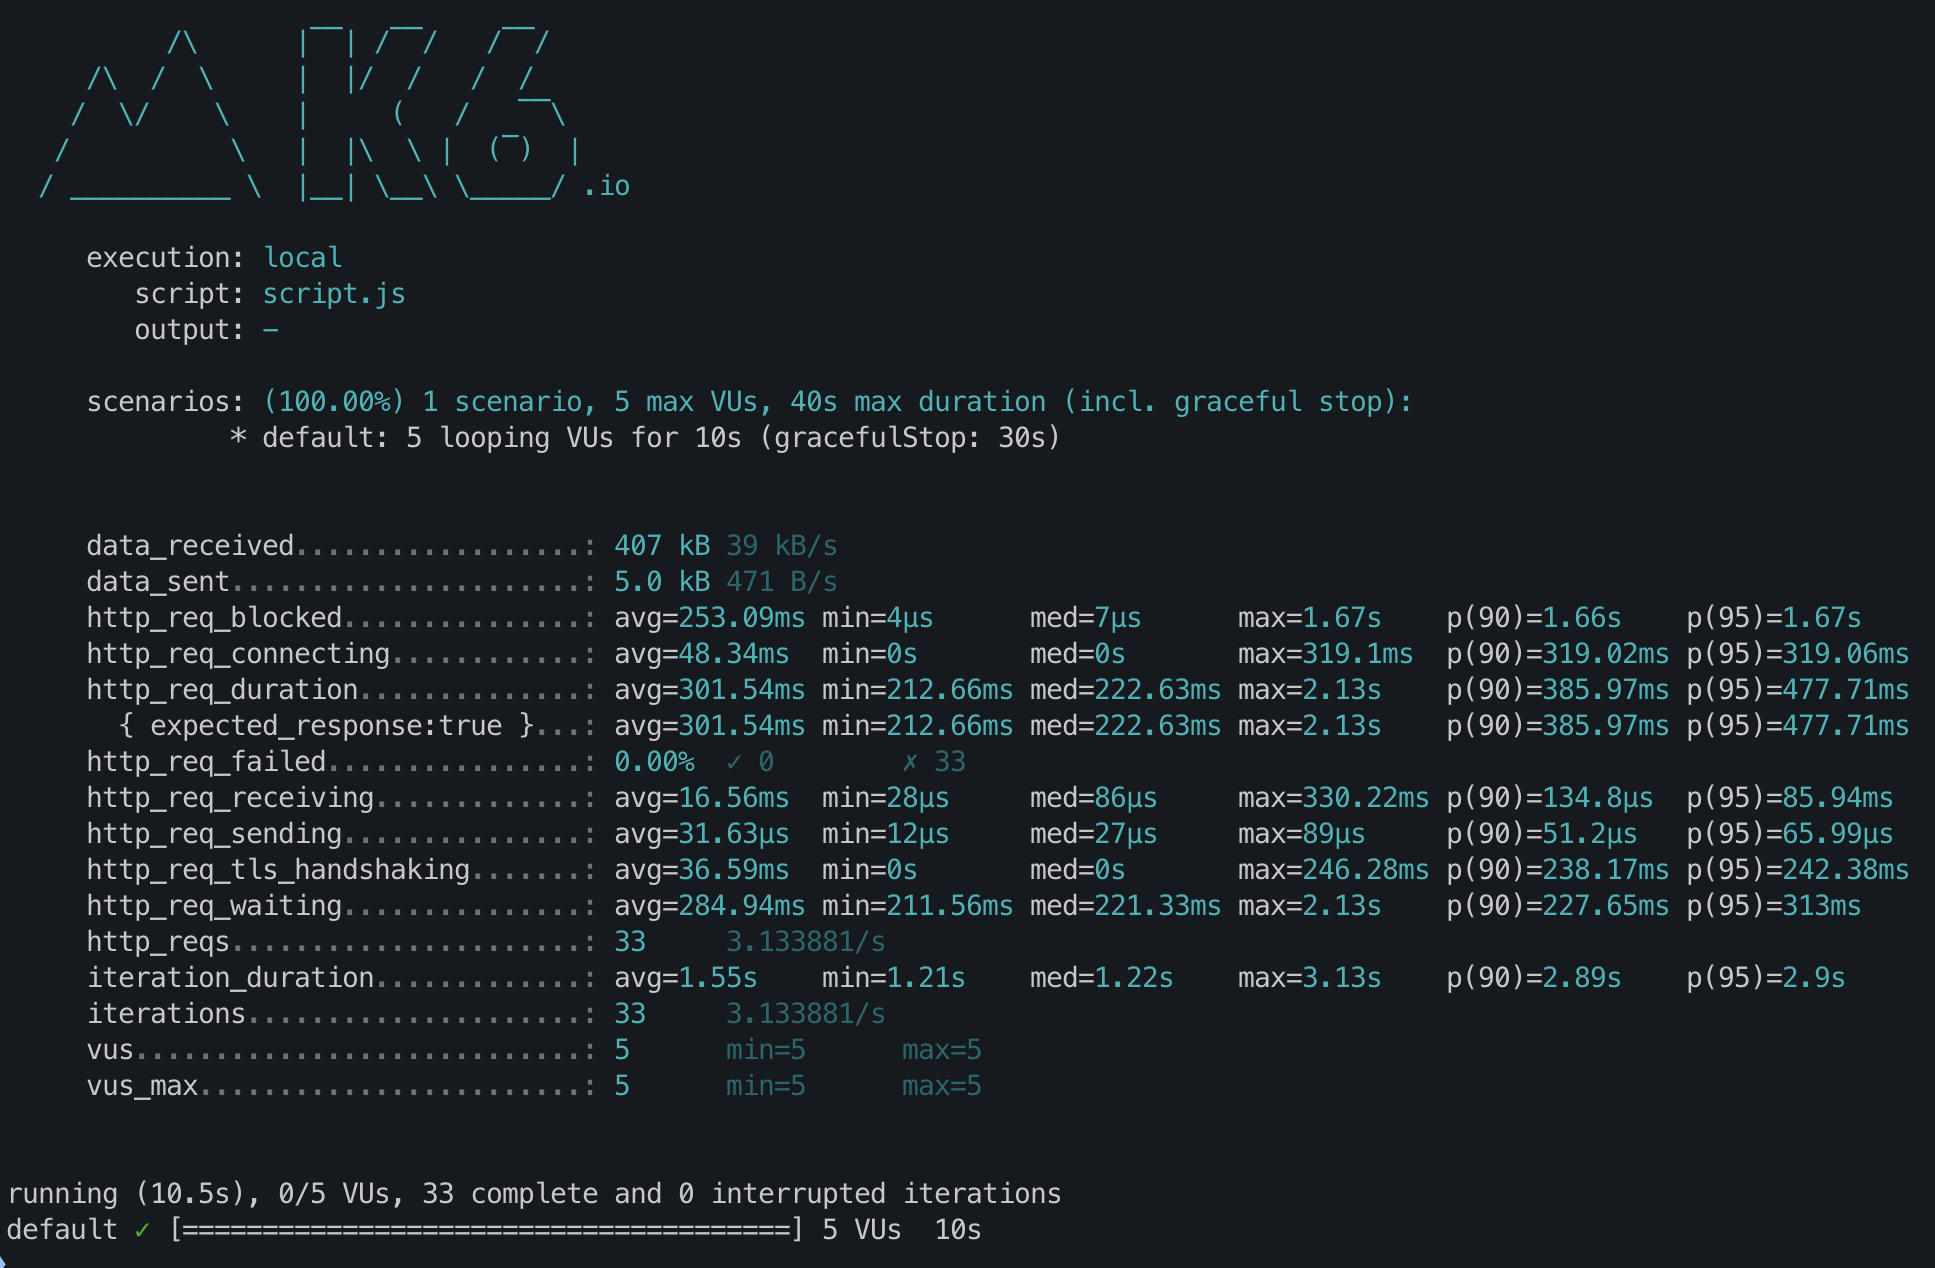 /\      |‾‾| /‾‾/   /‾‾/
     /\  /  \     |  |/  /   /  /
    /  \/    \    |     (   /   ‾‾\
   /          \   |  |\  \ |  (‾)  |
  / __________ \  |__| \__\ \_____/ .io
execution: local
script: script.js
output: -
scenarios: (100.00%) 1 scenario, 5 max VUs, 40s max duration (incl. graceful stop):
* default: 5 looping VUs for 10s (gracefulStop: 30s)
data_received..................: 407 kB 39 kB/s
data_sent......................: 5.0 kB 471 B/s
http_req_blocked...............: avg=253.09ms min=4µs med=7µs max=1.67s p(90)=1.66s p(95)=1.67s
http_req_connecting............: avg=48.34ms min=0s med=0s max=319.1ms p(90)=319.02ms p(95)=319.06ms
http_req_duration..............: avg=301.54ms min=212.66ms med=222.63ms max=2.13s p(90)=385.97ms p(95)=477.71ms
{ expected_response:true }...: avg=301.54ms min=212.66ms med=222.63ms max=2.13s p(90)=385.97ms p(95)=477.71ms
http_req_failed................: 0.00% ✓ 0 ✗ 33
http_req_receiving.............: avg=16.56ms min=28µs med=86µs max=330.22ms p(90)=134.8µs p(95)=85.94ms
http_req_sending...............: avg=31.63µs min=12µs med=27µs max=89µs p(90)=51.2µs p(95)=65.99µs
http_req_tls_handshaking.......: avg=36.59ms min=0s med=0s max=246.28ms p(90)=238.17ms p(95)=242.38ms
http_req_waiting...............: avg=284.94ms min=211.56ms med=221.33ms max=2.13s p(90)=227.65ms p(95)=313ms
http_reqs......................: 33 3.133881/s
iteration_duration.............: avg=1.55s min=1.21s med=1.22s max=3.13s p(90)=2.89s p(95)=2.9s
iterations.....................: 33 3.133881/s
vus............................: 5 min=5 max=5
vus_max........................: 5 min=5 max=5
running (10.5s), 0/5 VUs, 33 complete and 0 interrupted iterations
default ✓ [======================================] 5 VUs 10s